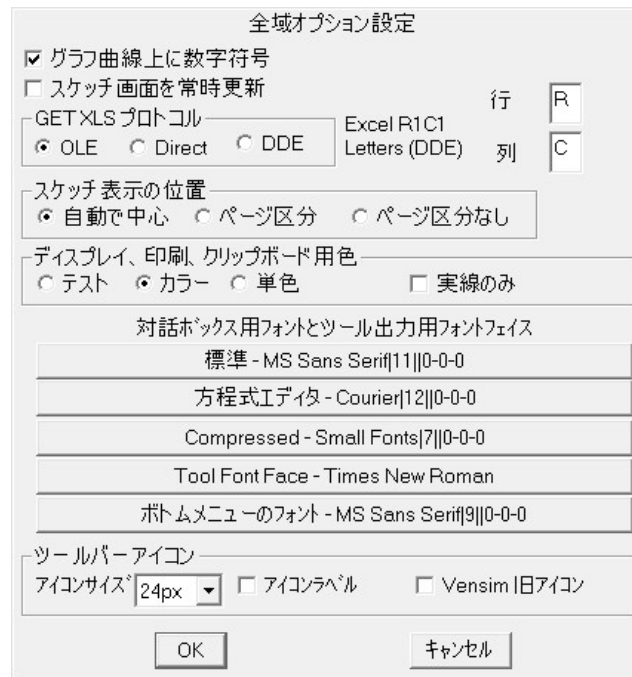 全域オプション設定
グラフ曲線上に数字符号
スケッチ画面を常時更新
GET XLS プロトコル
OLE Direct DDE
Excel R1C1
Letters (DDE)
行 R
列 C
スケッチ表示の位置
自動で中心 ページ区分 ページ区分なし
ディスプレイ、印刷、クリップボード用色
テスト カラー 単色 実線のみ
対話ボックス用フォントとツール出力用フォントフェイス
標準 - MS Sans Serif|11||0-0-0
方程式エディタ - Courier|12||0-0-0
Compressed - Small Fonts|7||0-0-0
Tool Font Face - Times New Roman
ボトムメニューのフォント - MS Sans Serif|9||0-0-0
ツールバーアイコン
アイコンサイズ 24px アイコンラベル Vensim 旧アイコン
OK キャンセル